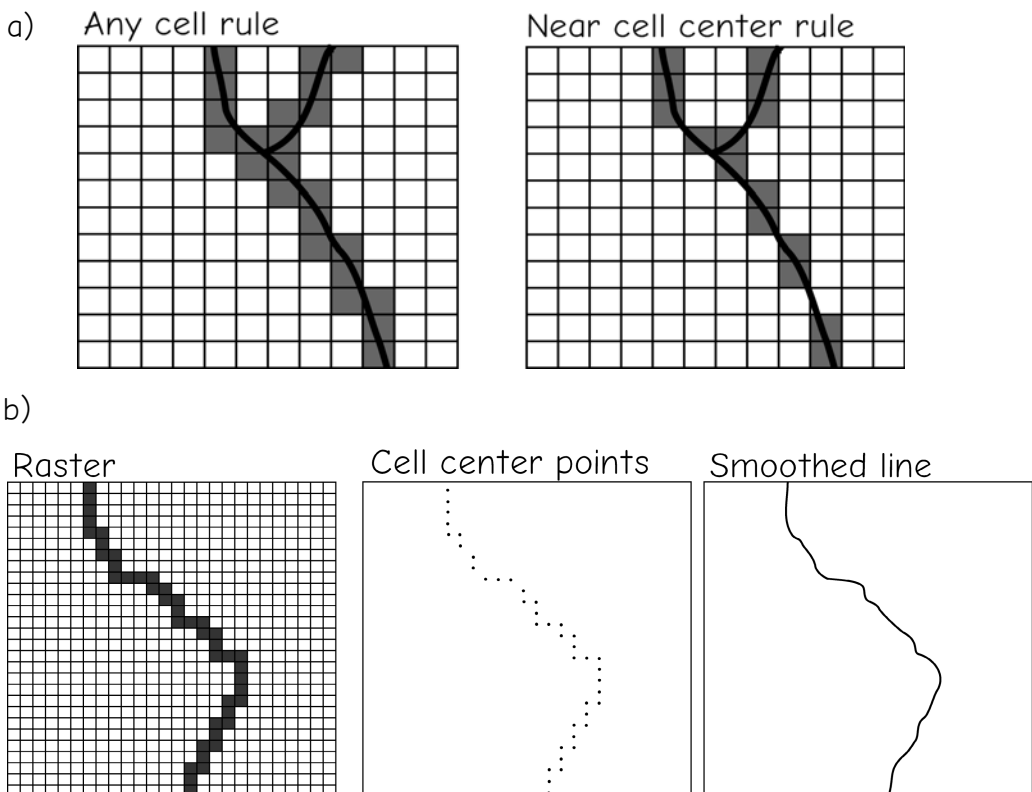 a)
Any cell rule
Near cell center rule
b)
Raster
Cell center points
Smoothed line